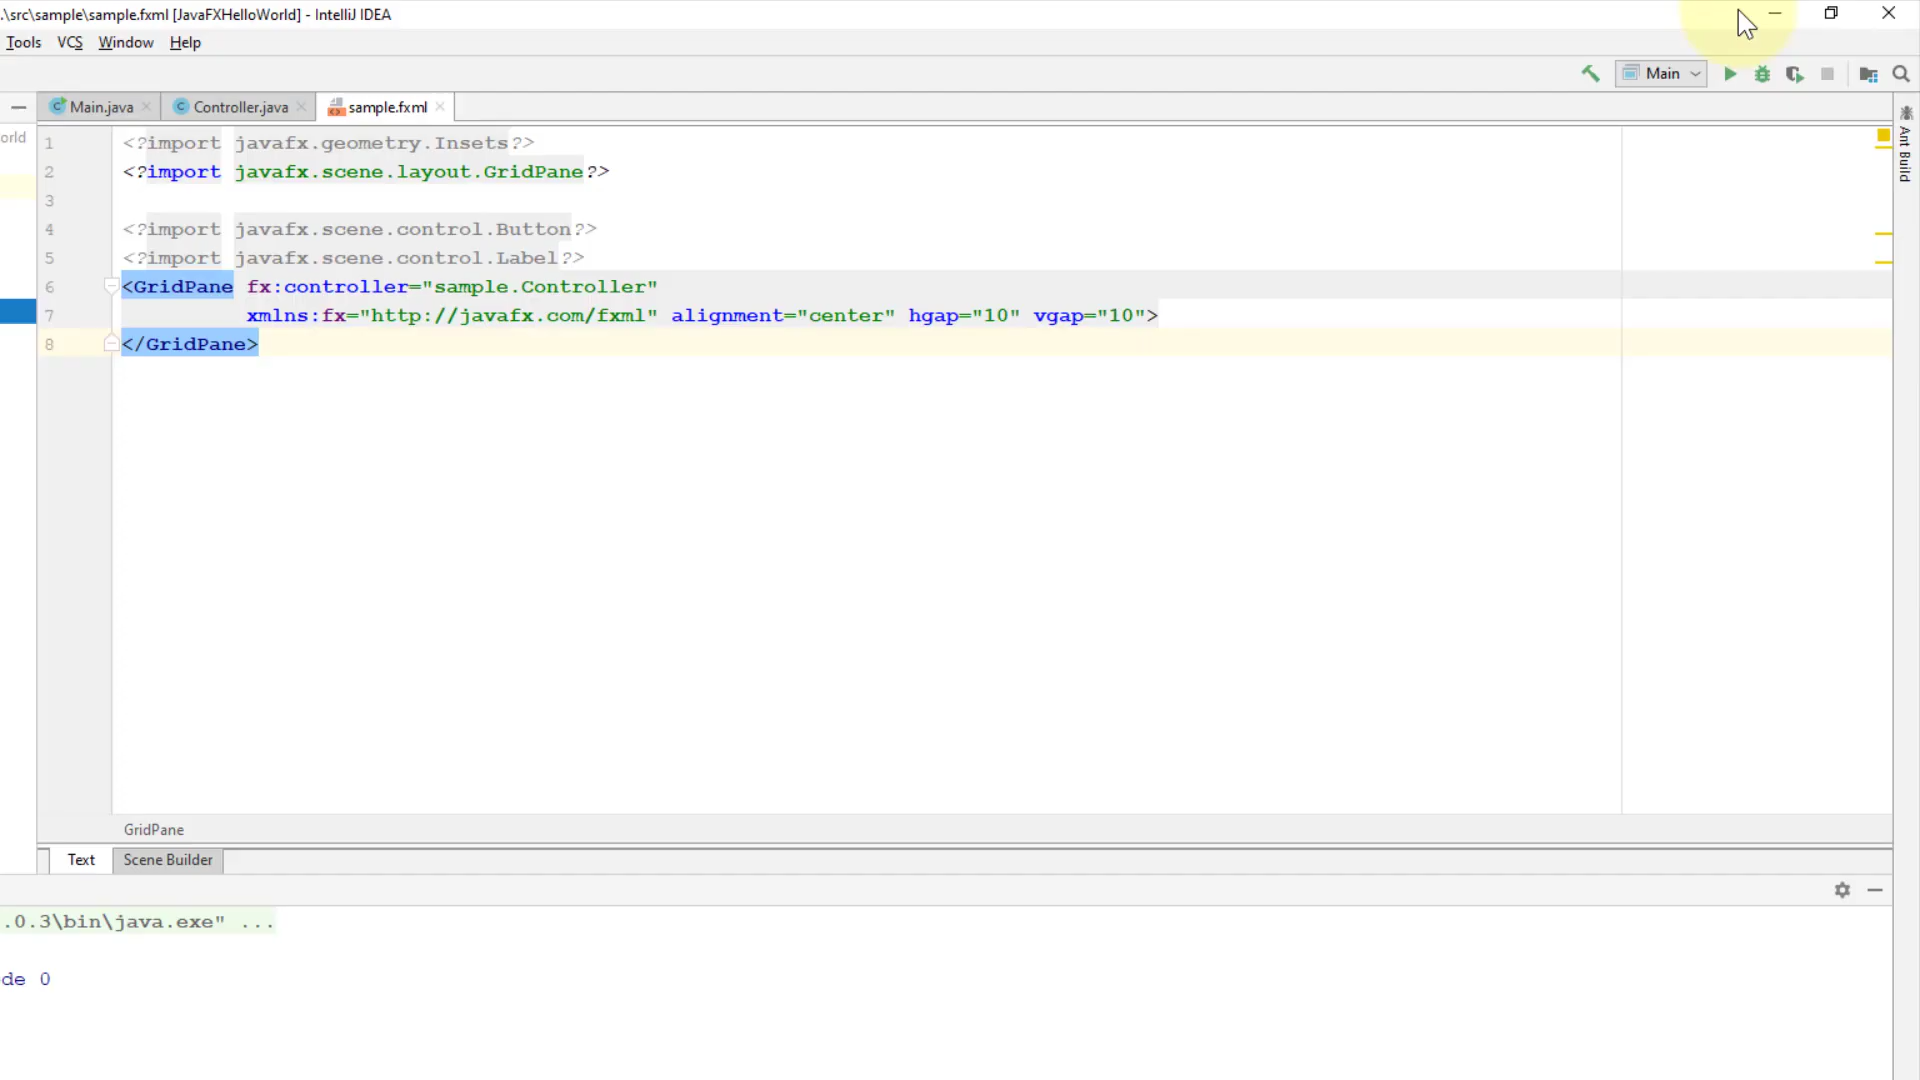 .\src\sample\sample.fxml [JavaFXHelloWorld] - IntelliJ IDEA
Tools VCS Window Help
Main
Main.java Controller.java sample.fxml
orld
1 <?import javafx.geometry.Insets?>
2 <?import javafx.scene.layout.GridPane?>
3
4 <?import javafx.scene.control.Button?>
5 <?import javafx.scene.control.Label?>
6 <GridPane fx:controller="sample.Controller"
7 xmlns:fx="http://javafx.com/fxml" alignment="center" hgap="10" vgap="10">
8 </GridPane>
Ant Build
GridPane
Text Scene Builder
.0.3\bin\java.exe" ...
de 0